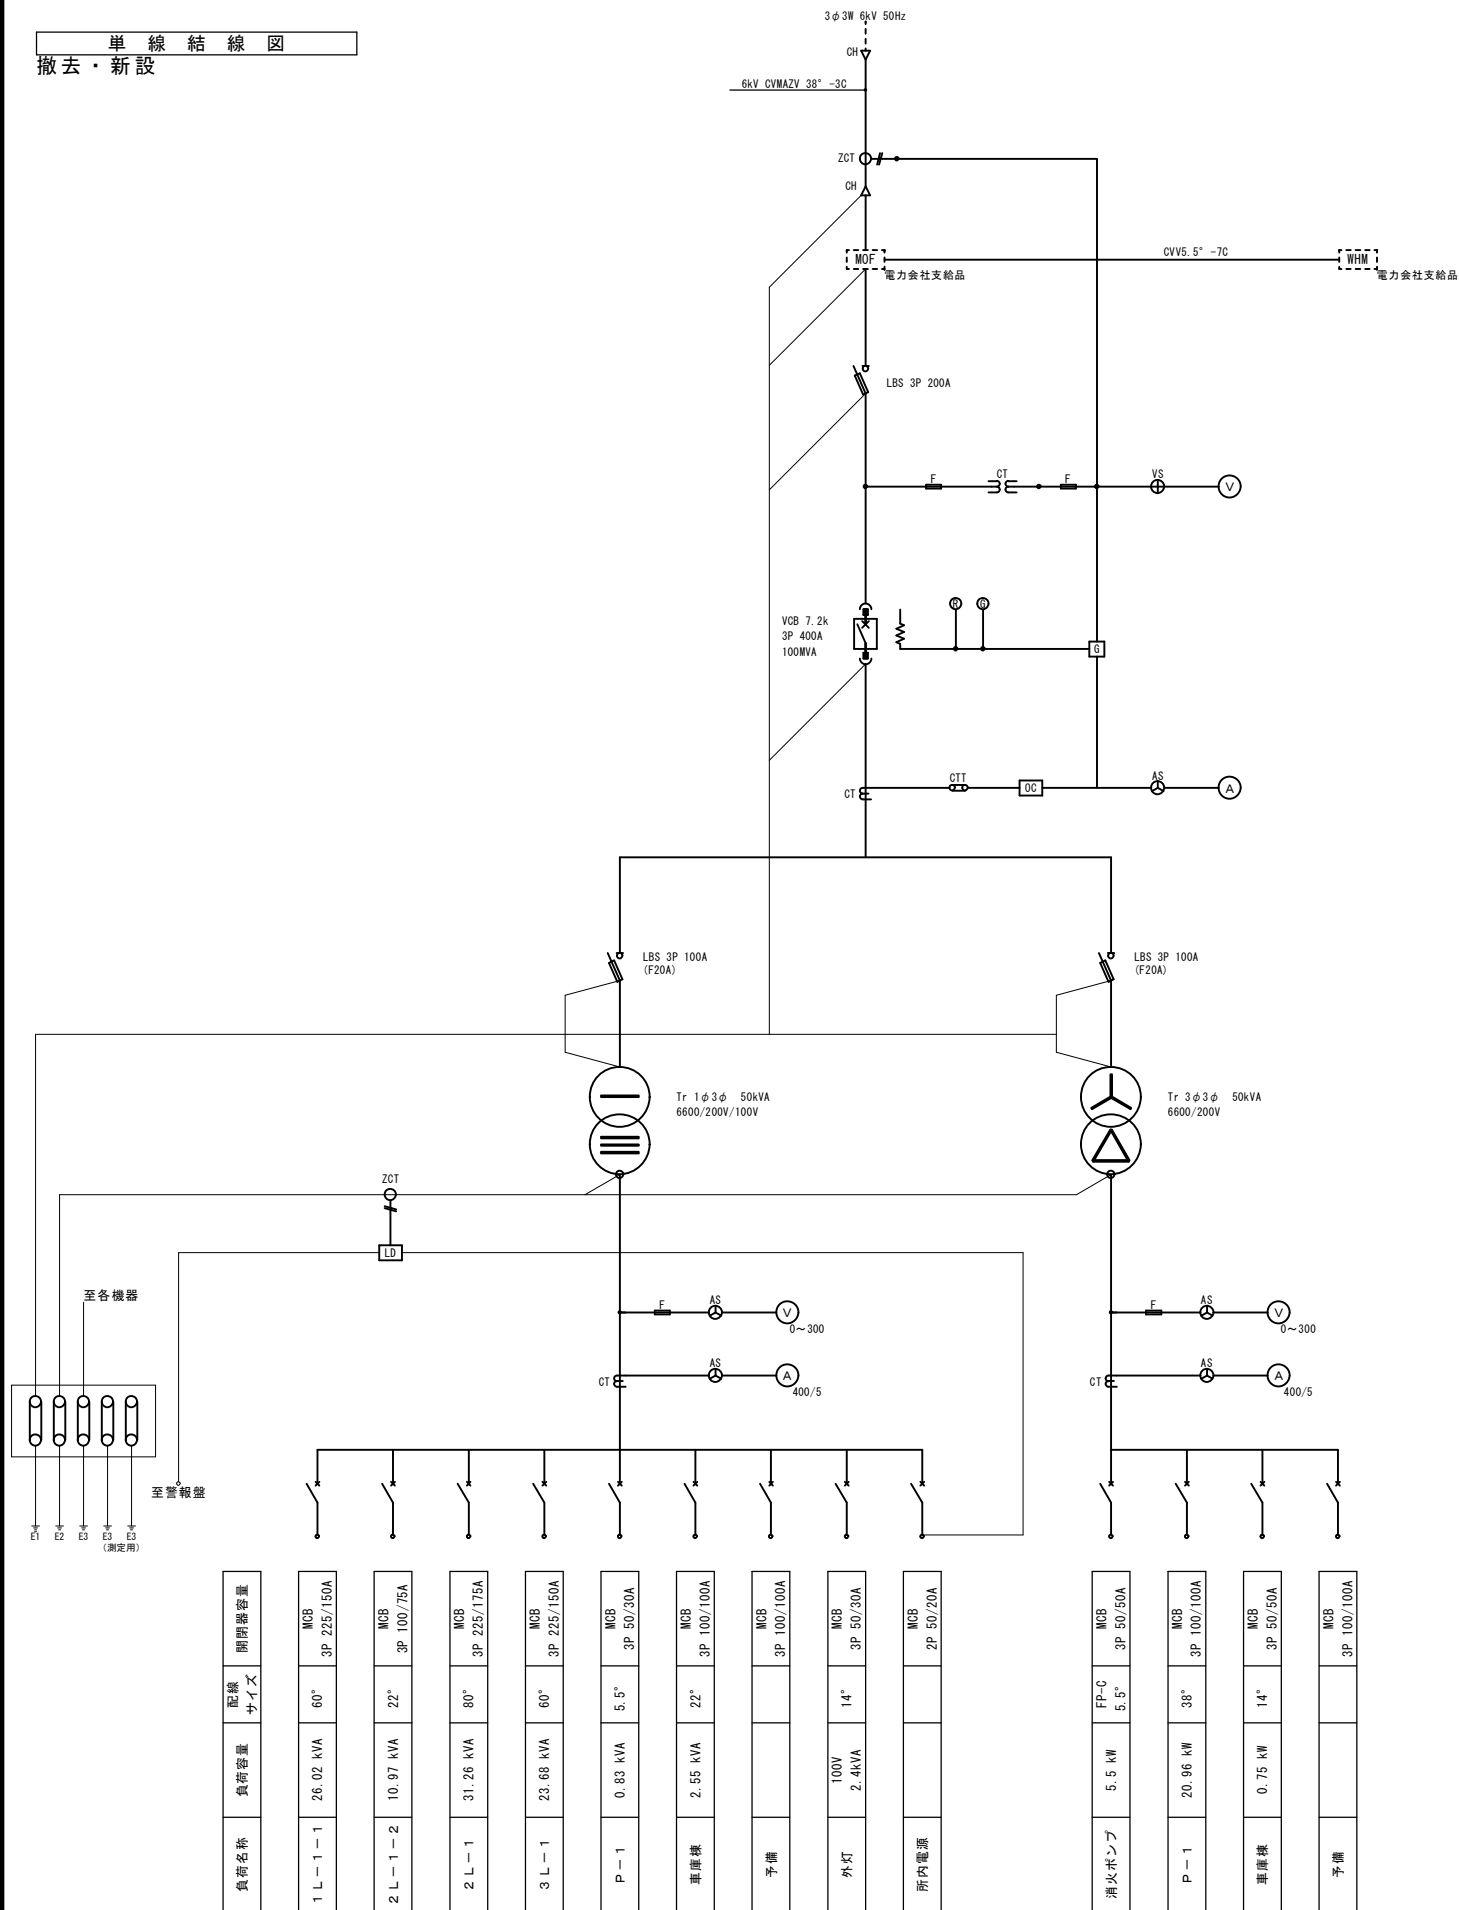 単線結線図
撤去・新設
3φ3W 6kV 50Hz
CH
6kV CVMAZV 38° -3C
ZCT
CH
MOF
電力会社支給品
CVV5.5° -7C
WHM
電力会社支給品
LBS 3P 200A
F
CT
F
VS
V
VCB 7.2k
3P 400A
100MVA
R
G
G
CT
CTT
OC
AS
A
LBS 3P 100A
(F20A)
LBS 3P 100A
(F20A)
Tr 1φ3φ 50kVA
6600/200V/100V
Tr 3φ3φ 50kVA
6600/200V
ZCT
LD
至各機器
F
AS
V
0～300
F
AS
V
0～300
CT
AS
A
400/5
CT
AS
A
400/5
至警報盤
E1
E2
E3
E3
(測定用)
E3
開閉器容量
配線
サイズ
負荷容量
負荷名称
MCB
3P 225/150A
60°
26.02 kVA
1L－1－1
MCB
3P 100/75A
22°
10.97 kVA
2L－1－2
MCB
3P 225/175A
80°
31.26 kVA
2L－1
MCB
3P 225/150A
60°
23.68 kVA
3L－1
MCB
3P 50/30A
5.5°
0.83 kVA
P－1
MCB
3P 100/100A
22°
2.55 kVA
車庫棟
MCB
3P 100/100A
予備
MCB
3P 50/30A
14°
100V
2.4kVA
外灯
MCB
2P 50/20A
所内電源
MCB
3P 50/50A
FP-C
5.5°
5.5 kW
消火ポンプ
MCB
3P 100/100A
38°
20.96 kW
P－1
MCB
3P 50/50A
14°
0.75 kW
車庫棟
MCB
3P 100/100A
予備